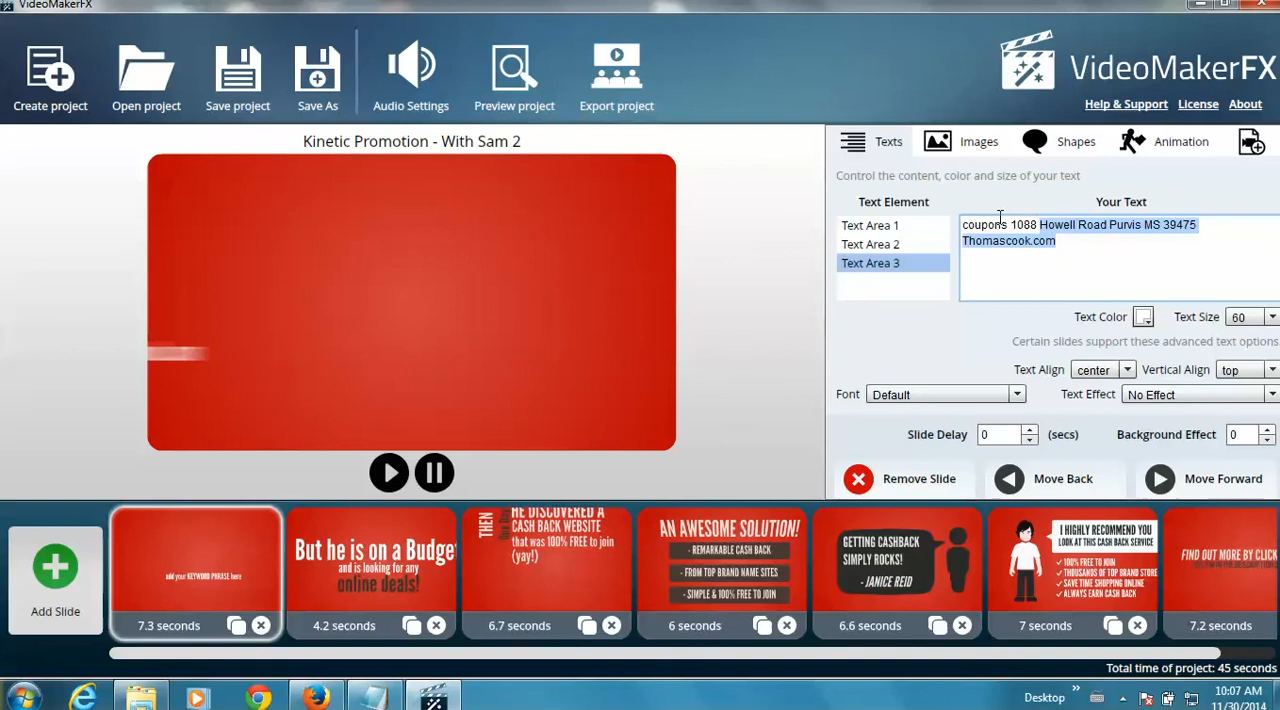 VideoMakerFX
Create project
Open project
Save project
Save As
Audio Settings
Preview project
Export project
VideoMakerFX
Help & Support
License
About
Kinetic Promotion - With Sam 2
Texts
Images
Shapes
Animation
Control the content, color and size of your text
Text Element
Your Text
Text Area 1
Text Area 2
Text Area 3
coupons 1088 Howell Road Purvis MS 39475
Thomascook.com
Text Color
Text Size
60
Certain slides support these advanced text options
Text Align
center
Vertical Align
top
Font
Default
Text Effect
No Effect
Slide Delay
0
(secs)
Background Effect
0
Remove Slide
Move Back
Move Forward
Add Slide
add your KEYWORD PHRASE here
7.3 seconds
But he is on a Budge
and is looking for any
online deals!
4.2 seconds
THEN
One Day
HE DISCOVERED A
CASH BACK WEBSITE
that was 100% FREE to join
(yay!)
6.7 seconds
AN AWESOME SOLUTION!
- REMARKABLE CASH BACK
- FROM TOP BRAND NAME SITES
- SIMPLE & 100% FREE TO JOIN
6 seconds
GETTING CASHBACK
SIMPLY ROCKS!
- JANICE REID
6.6 seconds
I HIGHLY RECOMMEND YOU
LOOK AT THIS CASH BACK SERVICE
✓ 100% FREE TO JOIN
✓ THOUSANDS OF TOP BRAND STORE
✓ SAVE TIME SHOPPING ONLINE
✓ ALWAYS EARN CASH BACK
7 seconds
FIND OUT MORE BY CLICK
7.2 seconds
Total time of project: 45 seconds
Desktop
10:07 AM
11/30/2014